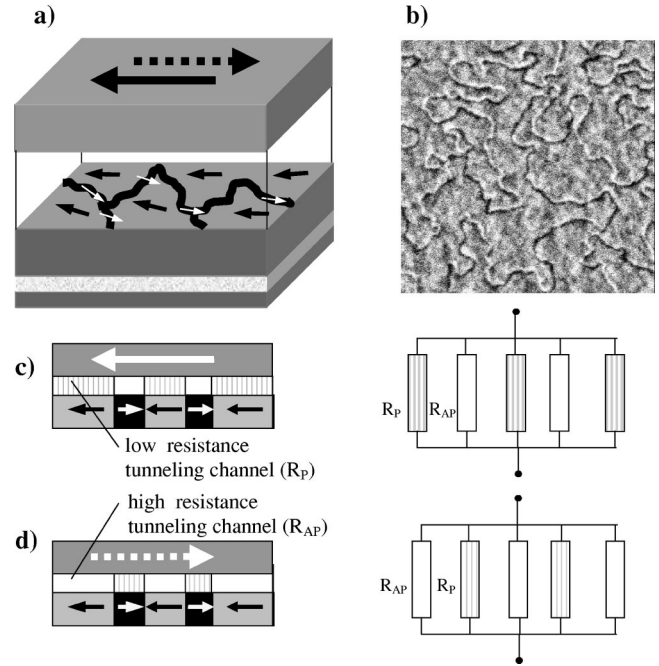 a)
b)
c)
R_P
R_AP
low resistance
tunneling channel (R_P)
high resistance
tunneling channel (R_AP)
d)
R_AP
R_P